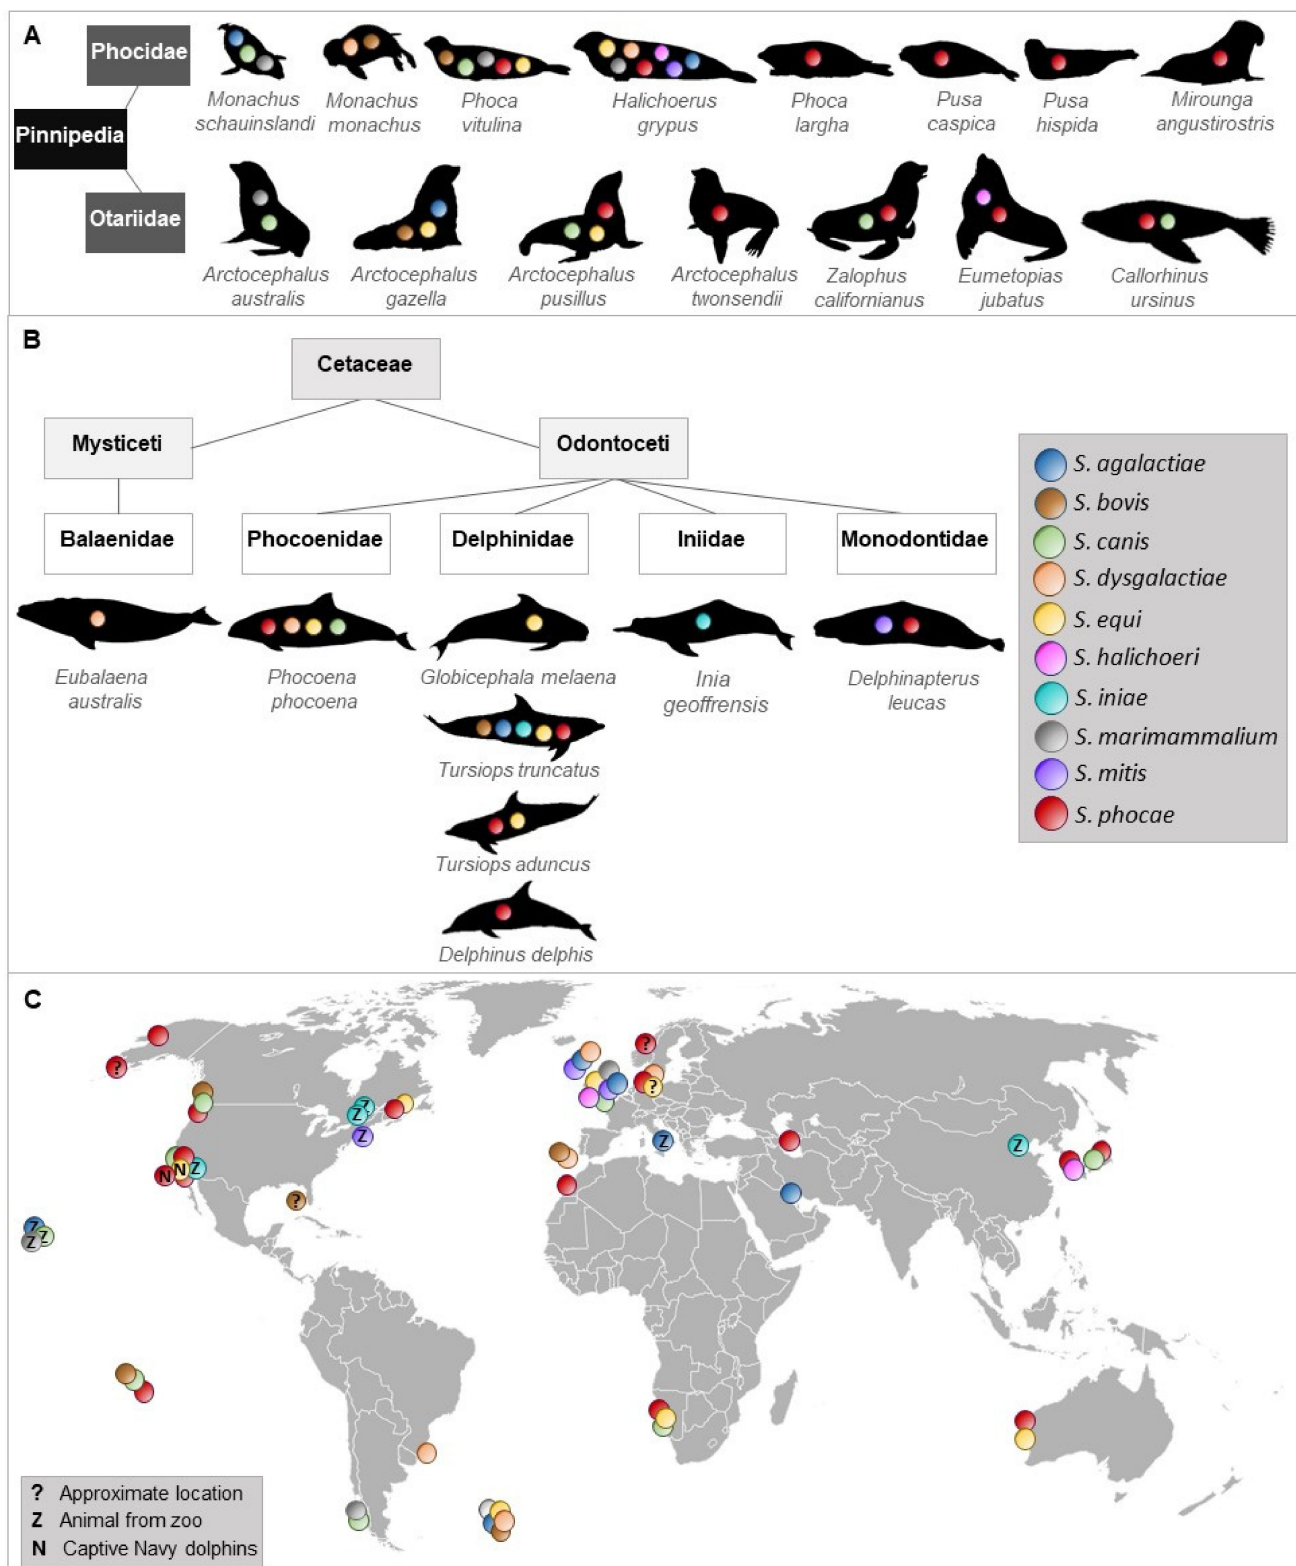 A
Phocidae
Pinnipedia
Otariidae
Monachus
schauinslandi
Monachus
monachus
Phoca
vitulina
Halichoerus
grypus
Phoca
largha
Pusa
caspica
Pusa
hispida
Mirounga
angustirostris
Arctocephalus
australis
Arctocephalus
gazella
Arctocephalus
pusillus
Arctocephalus
twonsendii
Zalophus
californianus
Eumetopias
jubatus
Callorhinus
ursinus
B
Cetaceae
Mysticeti
Odontoceti
Balaenidae
Phocoenidae
Delphinidae
Iniidae
Monodontidae
Eubalaena
australis
Phocoena
phocoena
Globicephala melaena
Inia
geoffrensis
Delphinapterus
leucas
Tursiops truncatus
Tursiops aduncus
Delphinus delphis
S. agalactiae
S. bovis
S. canis
S. dysgalactiae
S. equi
S. halichoeri
S. iniae
S. marimammalium
S. mitis
S. phocae
C
?
?
?
Z
Z
Z
Z
Z
N
N
Z
?
Z
Z
Z
Z
? Approximate location
Z Animal from zoo
N Captive Navy dolphins